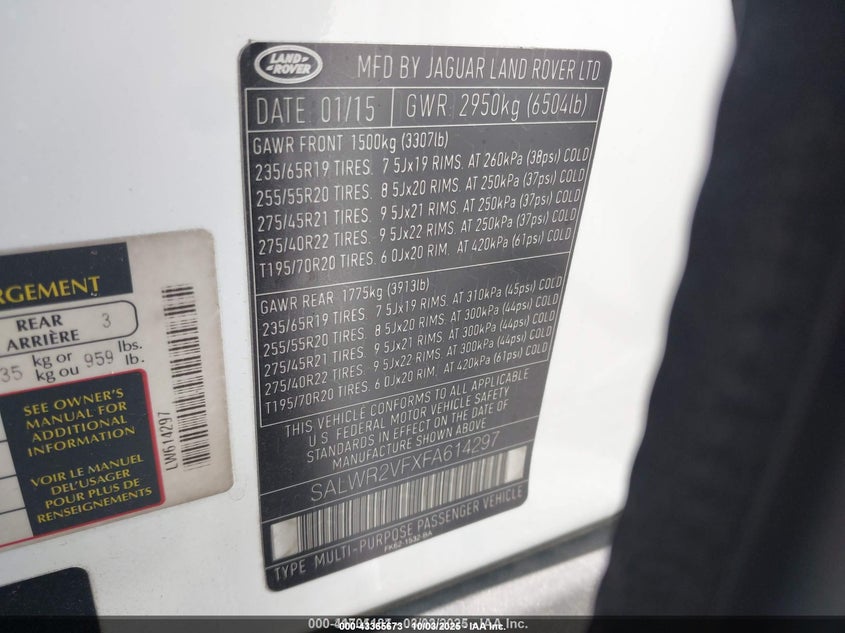 LAND ROVER
MFD BY JAGUAR LAND ROVER LTD
DATE: 01/15 GWR: 2950kg (6504lb)
GAWR FRONT 1500kg (3307lb)
235/65R19 TIRES. 7 5Jx19 RIMS. AT 260kPa (38psi) COLD
255/55R20 TIRES. 8 5Jx20 RIMS. AT 250kPa (37psi) COLD
275/45R21 TIRES. 9 5Jx21 RIMS. AT 250kPa (37psi) COLD
275/40R22 TIRES. 9 5Jx22 RIMS. AT 250kPa (37psi) COLD
T195/70R20 TIRES. 6 0Jx20 RIM. AT 420kPa (61psi) COLD
GAWR REAR 1775kg (3913lb)
235/65R19 TIRES. 7 5Jx19 RIMS. AT 310kPa (45psi) COLD
255/55R20 TIRES. 8 5Jx20 RIMS. AT 300kPa (44psi) COLD
275/45R21 TIRES. 9 5Jx21 RIMS. AT 300kPa (44psi) COLD
275/40R22 TIRES. 9 5Jx22 RIMS. AT 300kPa (44psi) COLD
T195/70R20 TIRES. 6 0Jx20 RIM. AT 420kPa (61psi) COLD
THIS VEHICLE CONFORMS TO ALL APPLICABLE
U S FEDERAL MOTOR VEHICLE SAFETY
STANDARDS IN EFFECT ON THE DATE OF
MANUFACTURE SHOWN ABOVE
SALWR2VFXFA614297
TYPE MULTI-PURPOSE PASSENGER VEHICLE
FK62-1532-BA
RGEMENT
REAR 3
ARRIÈRE
35 kg or 959 lbs.
kg ou lb.
SEE OWNER'S
MANUAL FOR
ADDITIONAL
INFORMATION
VOIR LE MANUEL
DEL'USAGER
POUR PLUS DE
RENSEIGNEMENTS
LW614297
000-43365673 10/03/2025 IAA Inc.